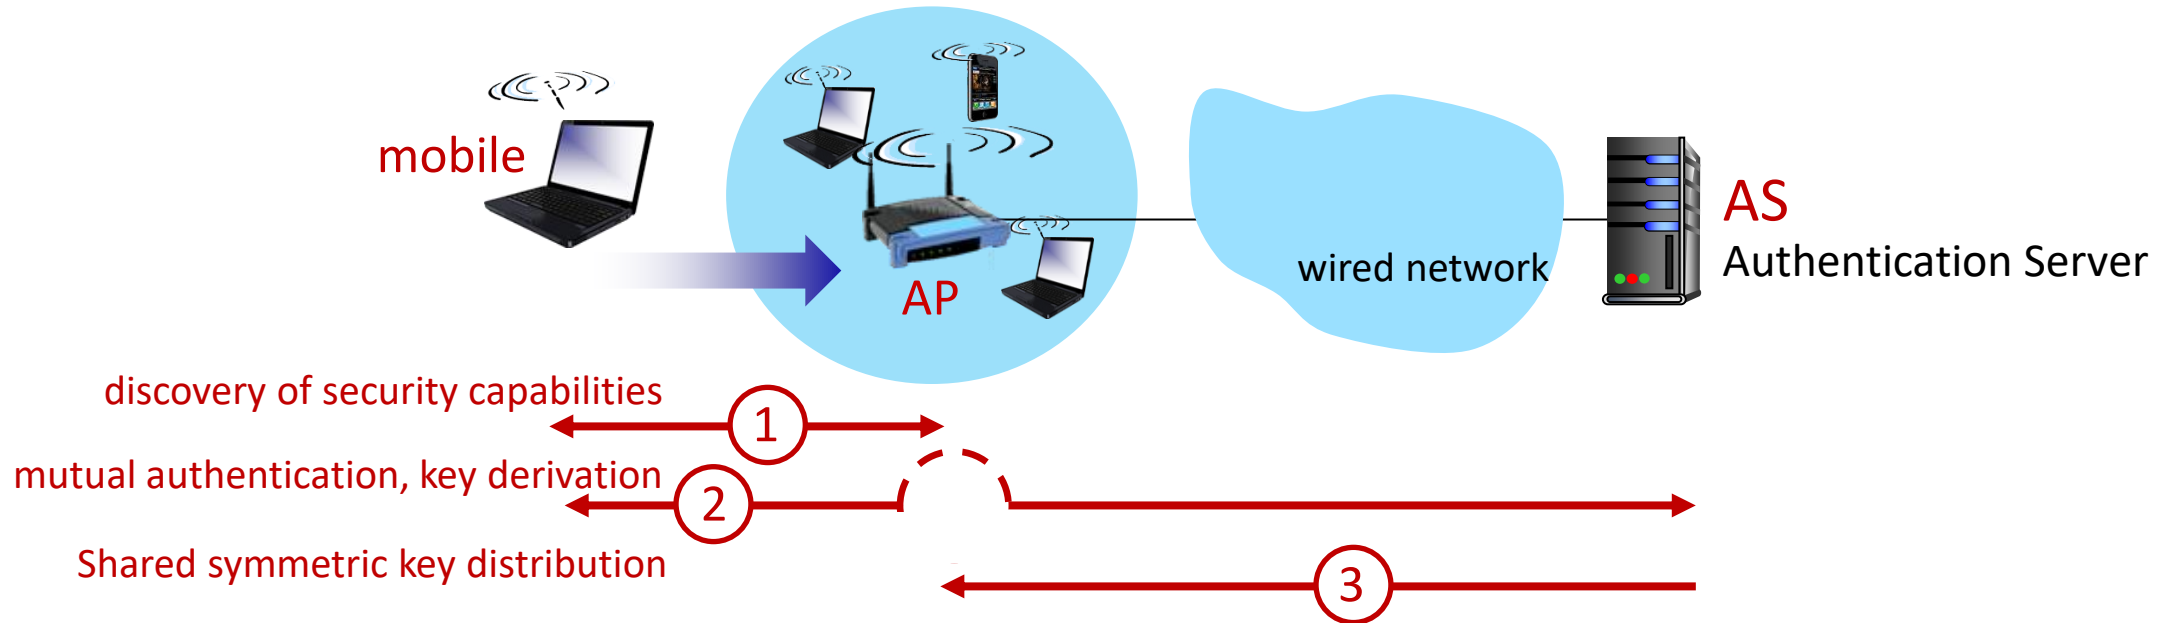 mobile
AP
wired network
AS
Authentication Server
discovery of security capabilities
1
mutual authentication, key derivation
2
Shared symmetric key distribution
3